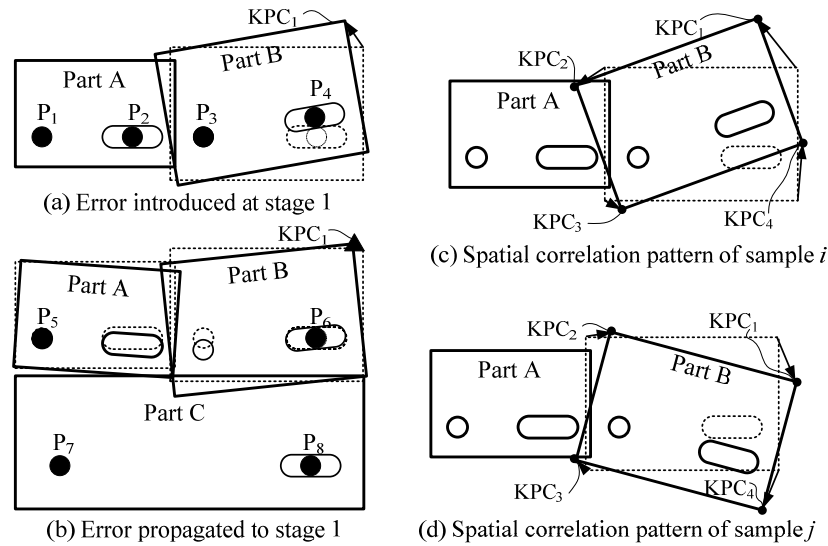 KPC₁
Part A
Part B
P₁
P₂
P₃
P₄
(a) Error introduced at stage 1
KPC₁
Part A
Part B
P₅
P₆
Part C
P₇
P₈
(b) Error propagated to stage 1
KPC₁
KPC₂
Part B
Part A
KPC₃
KPC₄
(c) Spatial correlation pattern of sample i
KPC₂
KPC₁
Part A
Part B
KPC₃
KPC₄
(d) Spatial correlation pattern of sample j